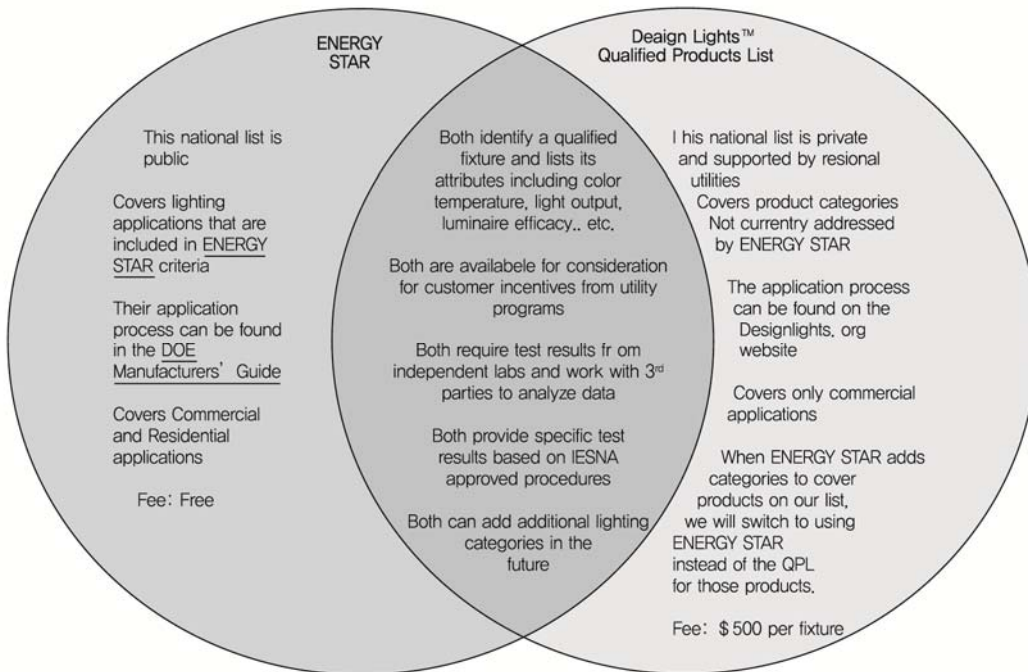 ENERGY
STAR
This national list is
public
Covers lighting
applications that are
included in ENERGY
STAR criteria
Their application
process can be found
in the DOE
Manufacturers' Guide
Covers Commercial
and Residential
applications
Fee: Free
Both identify a qualified
fixture and lists its
attributes including color
temperature, light output,
luminaire efficacy.. etc.
Both are availabele for consideration
for customer incentives from utility
programs
Both require test results fr om
independent labs and work with 3rd
parties to analyze data
Both provide specific test
results based on IESNA
approved procedures
Both can add additional lighting
categories in the
future
Deaign Lights™
Qualified Products List
I his national list is private
and supported by resional
utilities
Covers product categories
Not currentry addressed
by ENERGY STAR
The application process
can be found on the
Designlights. org
website
Covers only commercial
applications
When ENERGY STAR adds
categories to cover
products on our list,
we will switch to using
ENERGY STAR
instead of the QPL
for those products.
Fee: $500 per fixture